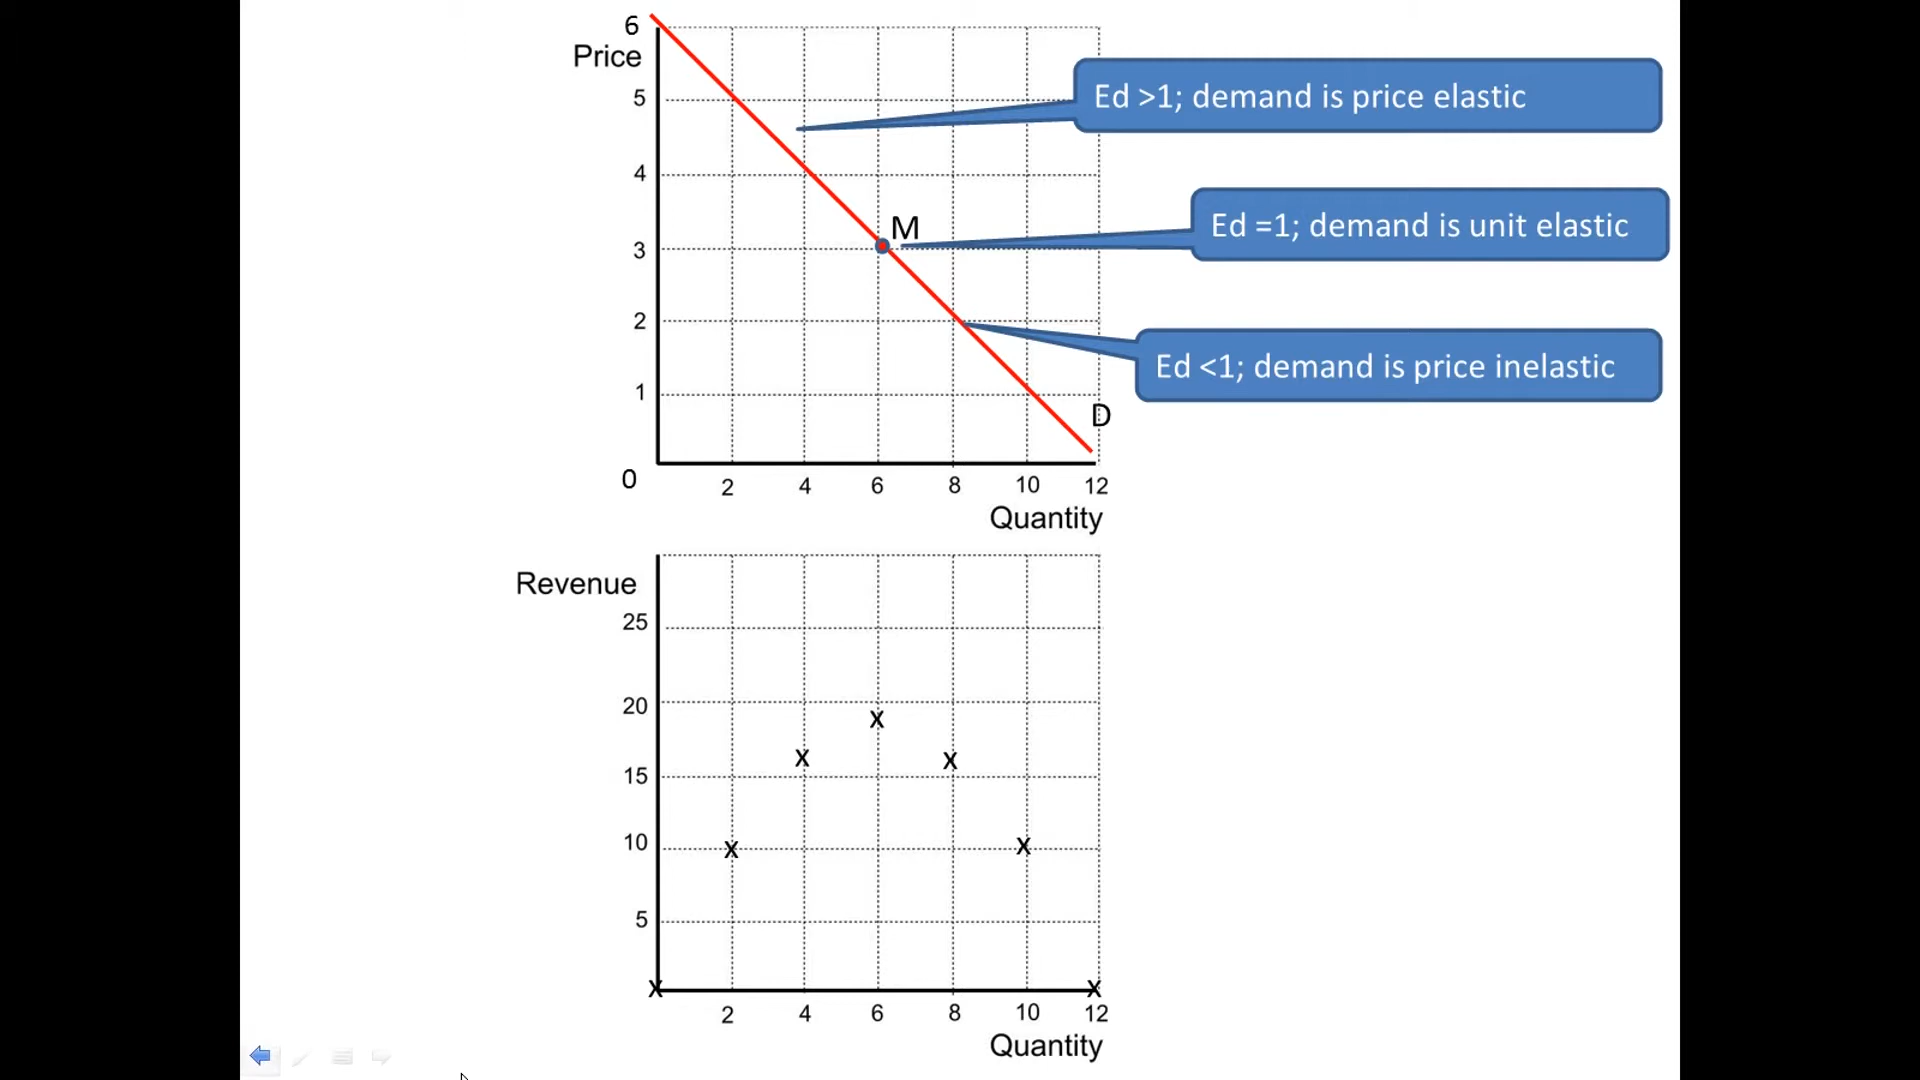 6
Price
Ed >1; demand is price elastic
5
4
M
Ed =1; demand is unit elastic
3
2
Ed <1; demand is price inelastic
1
D
0
2 4 6 8 10 12
Quantity
Revenue
25
20
x
x x
15
10
x x
5
x x
2 4 6 8 10 12
Quantity